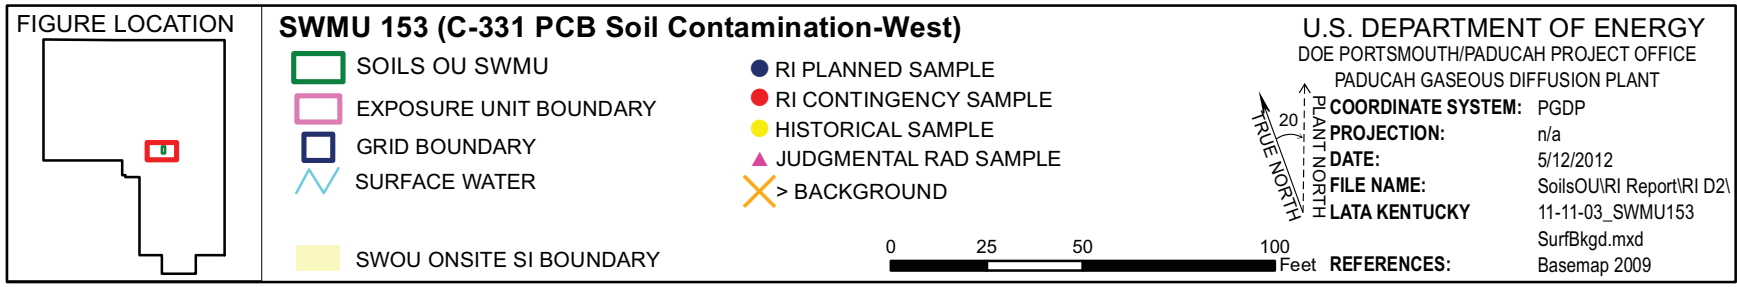 FIGURE LOCATION
SWMU 153 (C-331 PCB Soil Contamination-West)
SOILS OU SWMU
EXPOSURE UNIT BOUNDARY
GRID BOUNDARY
SURFACE WATER
SWOU ONSITE SI BOUNDARY
RI PLANNED SAMPLE
RI CONTINGENCY SAMPLE
HISTORICAL SAMPLE
JUDGMENTAL RAD SAMPLE
> BACKGROUND
0 25 50 100
Feet
TRUE NORTH
20
PLANT NORTH
U.S. DEPARTMENT OF ENERGY
DOE PORTSMOUTH/PADUCAH PROJECT OFFICE
PADUCAH GASEOUS DIFFUSION PLANT
COORDINATE SYSTEM: PGDP
PROJECTION: n/a
DATE: 5/12/2012
FILE NAME: SoilsOU\RI Report\RI D2\
LATA KENTUCKY 11-11-03_SWMU153
SurfBkgd.mxd
REFERENCES: Basemap 2009